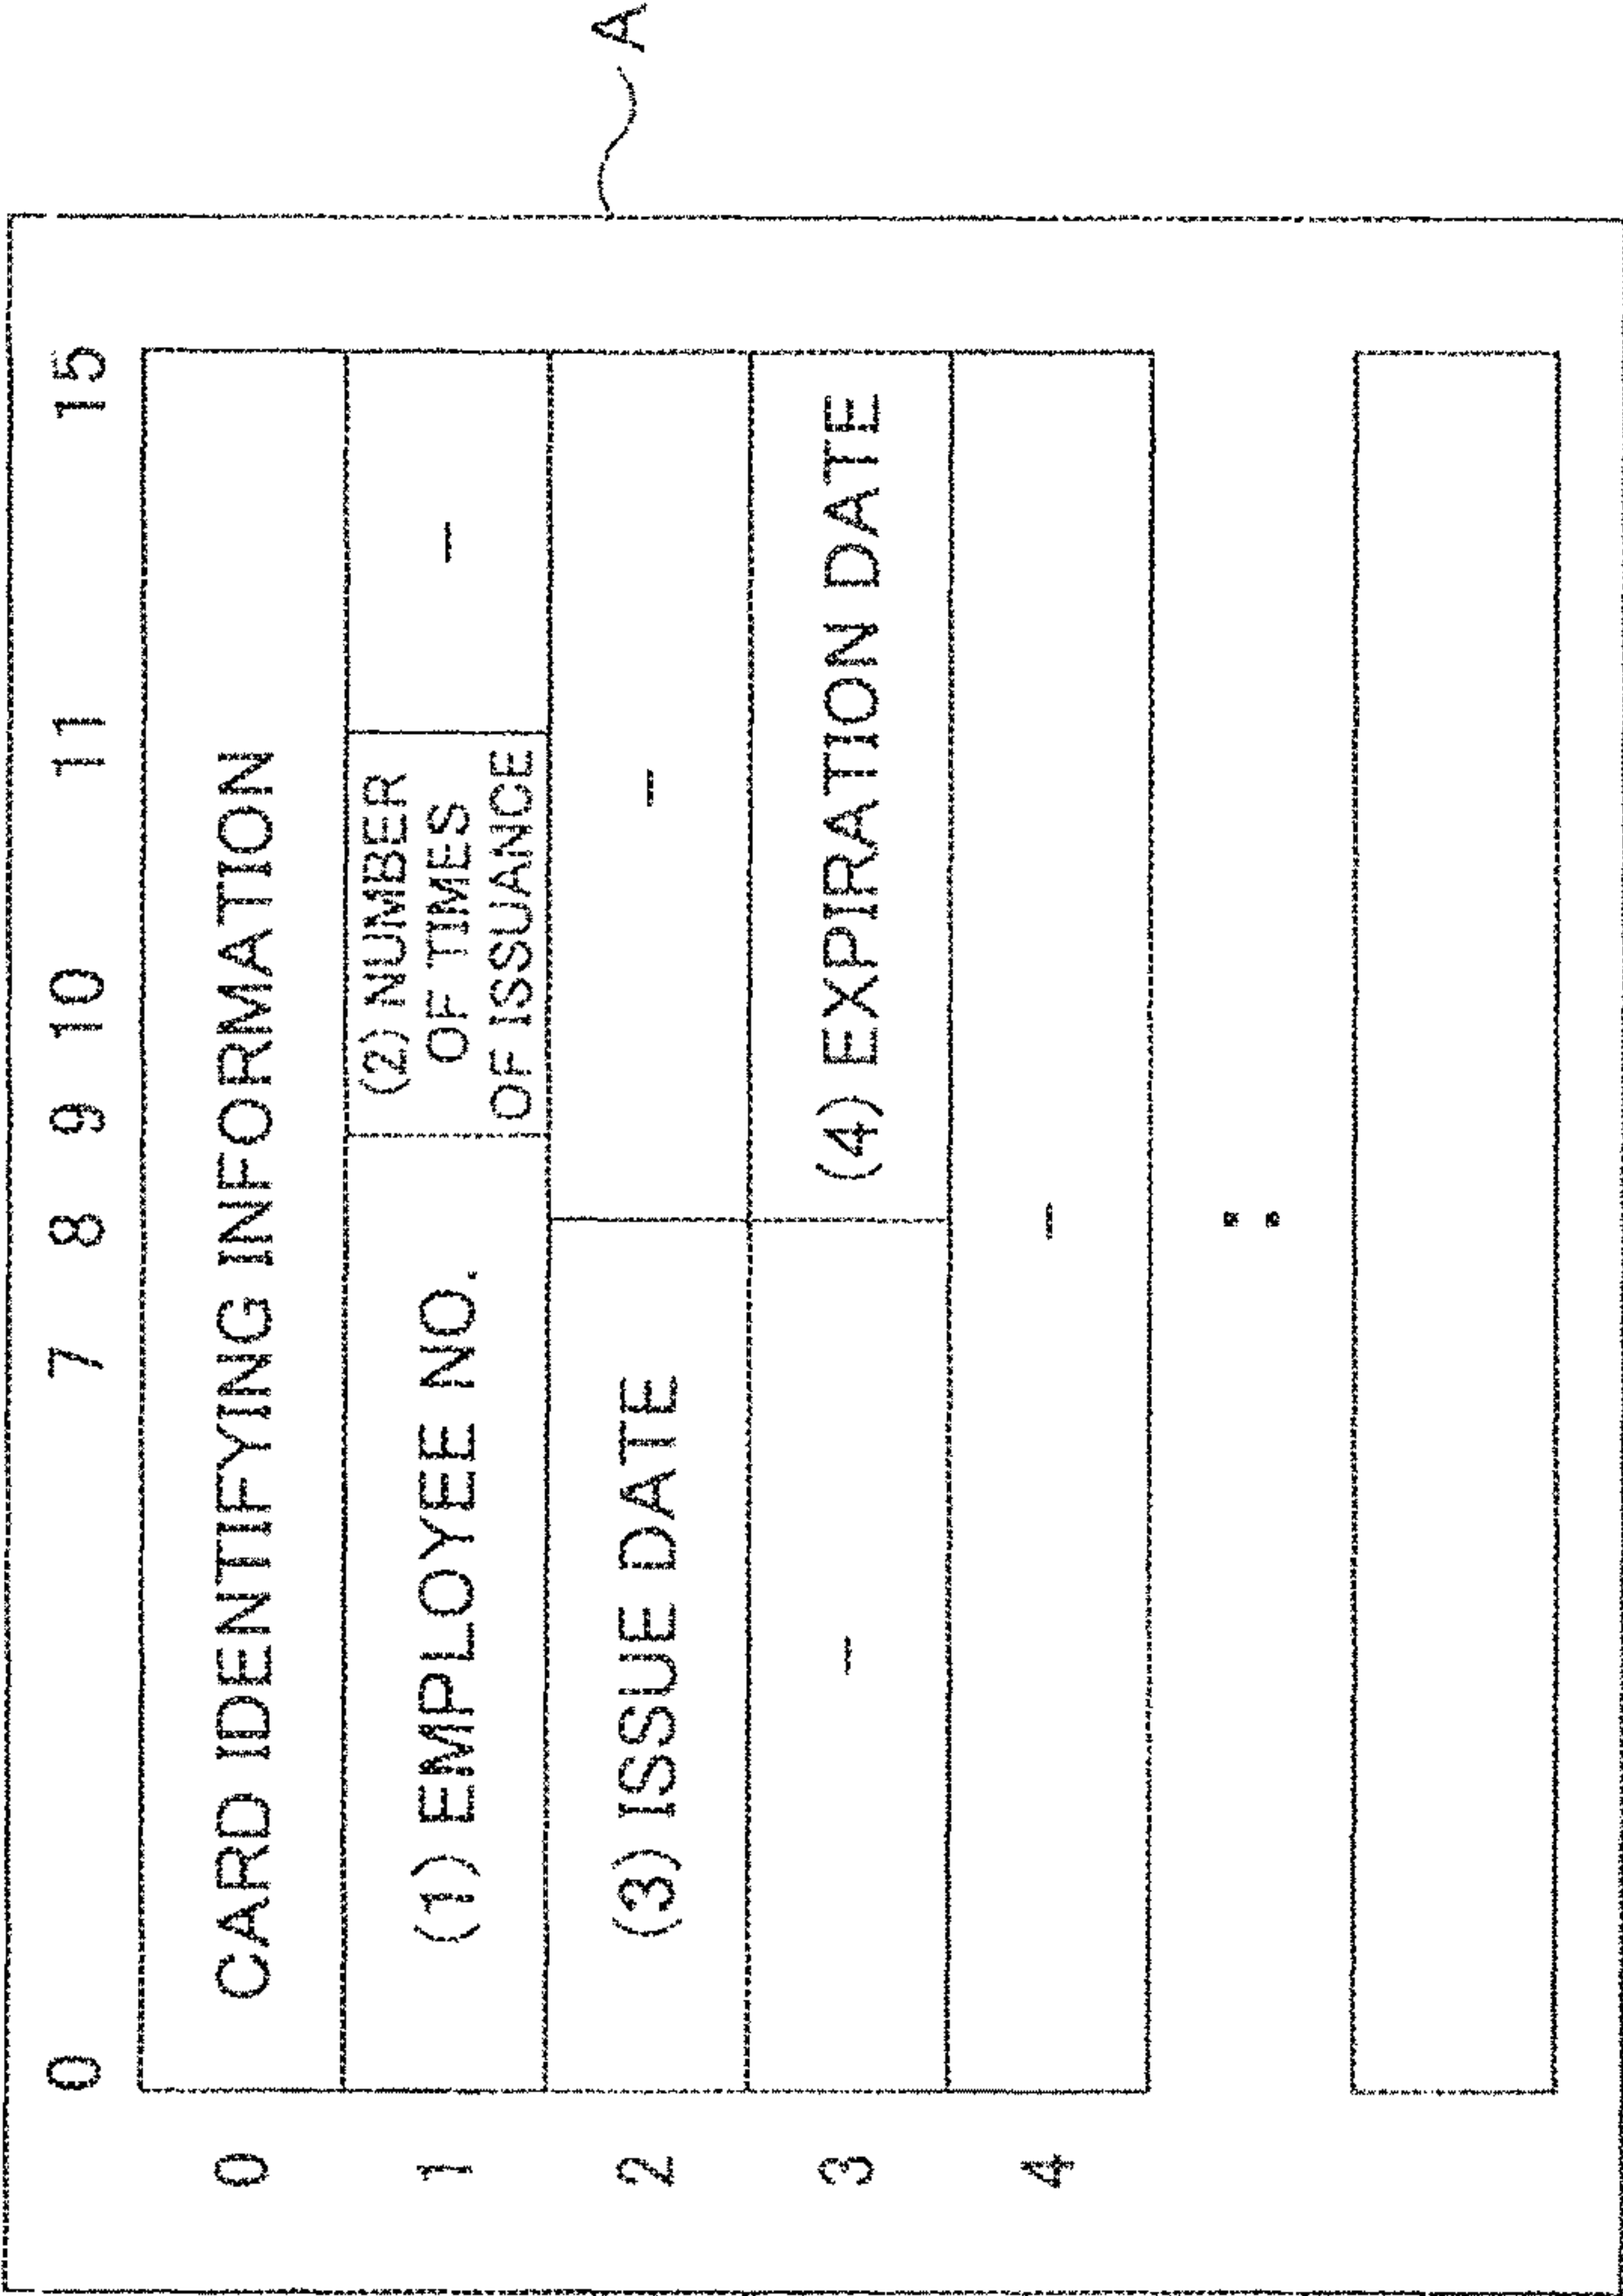 0 7 8 9 10 11 15
0 CARD IDENTIFYING INFORMATION
1 (1) EMPLOYEE NO. (2) NUMBER
OF TIMES
OF ISSUANCE –
2 (3) ISSUE DATE –
3 – (4) EXPIRATION DATE
4 –
:
A